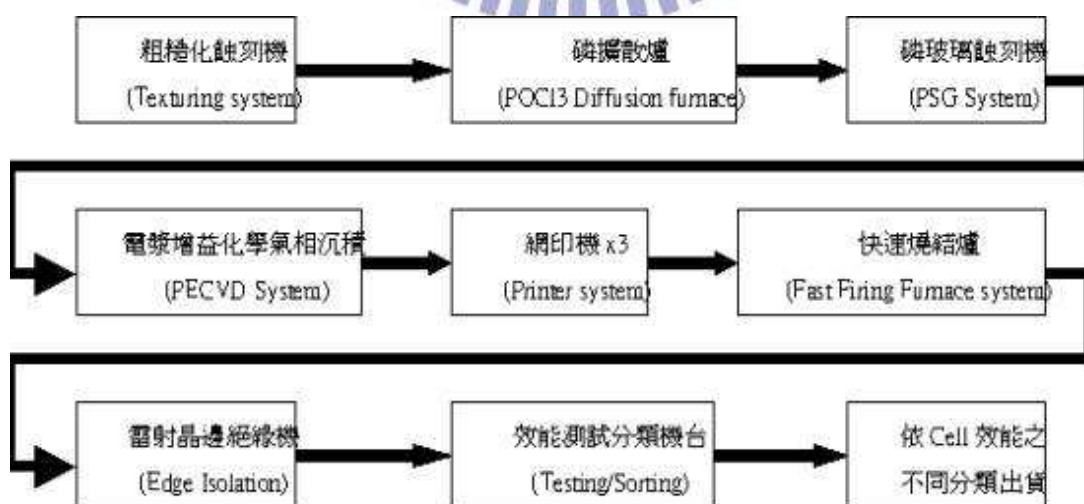 粗糙化蝕刻機
(Texturing system)
磷擴散爐
(POCl3 Diffusion furnace)
磷玻璃蝕刻機
(PSG System)
電漿增益化學氣相沉積
(PECVD System)
網印機 x3
(Printer system)
快速燒結爐
(Fast Firing Furnace system)
雷射晶邊絕緣機
(Edge Isolation)
效能測試分類機台
(Testing/Sorting)
依 Cell 效能之
不同分類出貨